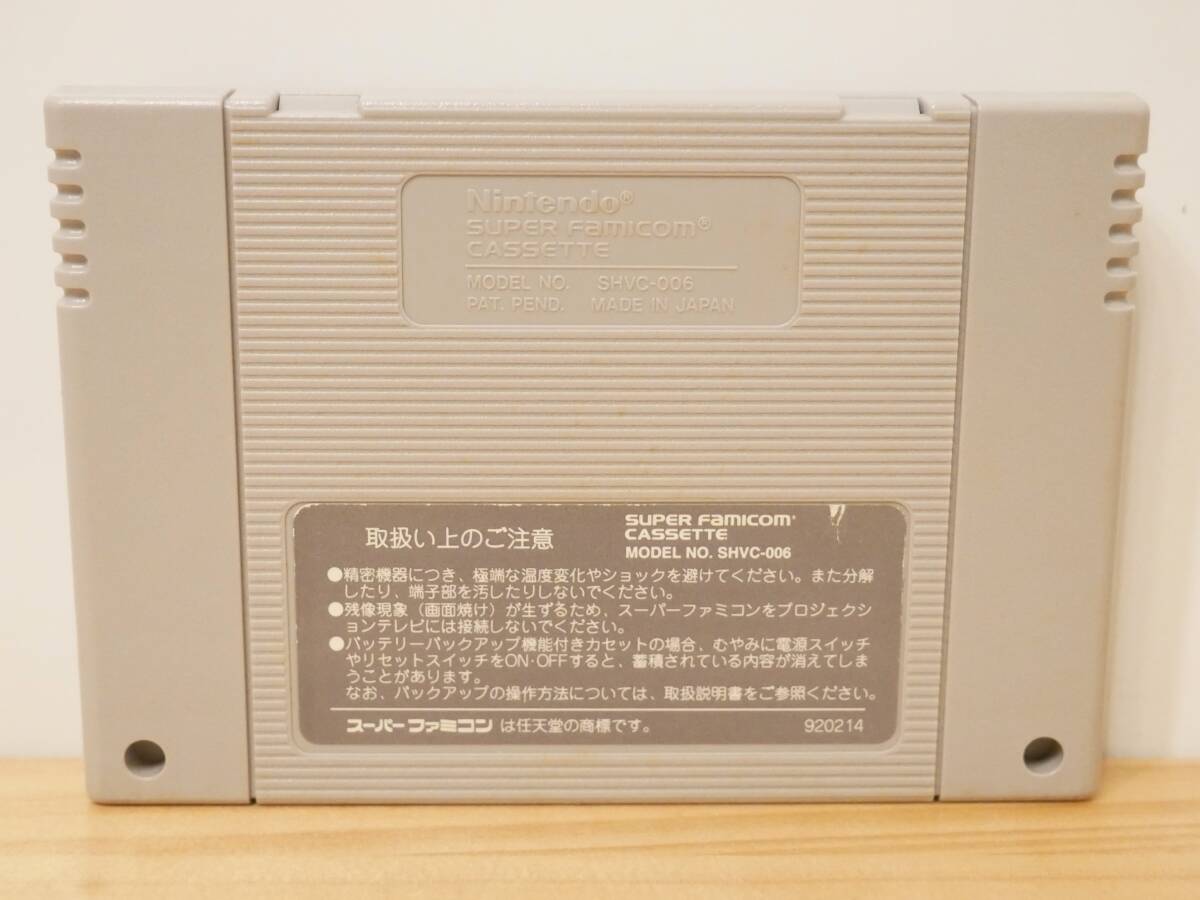 Nintendo®
SUPER FAMICOM®
CASSETTE
MODEL NO. SHVC-006
PAT. PEND. MADE IN JAPAN
取扱い上のご注意
SUPER FAMICOM
CASSETTE
MODEL NO. SHVC-006
●精密機器につき、極端な温度変化やショックを避けてください。また分解
したり、端子部を汚したりしないでください。
●残像現象（画面焼け）が生ずるため、スーパーファミコンをプロジェクシ
ョンテレビには接続しないでください。
●バッテリーバックアップ機能付きカセットの場合、むやみに電源スイッチ
やリセットスイッチをON・OFFすると、蓄積されている内容が消えてしま
うことがあります。
なお、バックアップの操作方法については、取扱説明書をご参照ください。
スーパーファミコン は任天堂の商標です。
920214